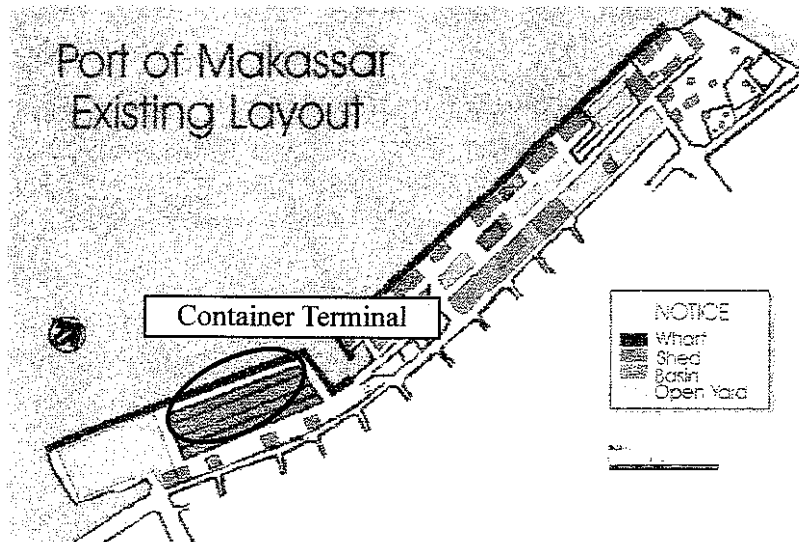 Port of Makassar
Existing Layout
Container Terminal
NOTICE
Wharf
Shed
Basin
Open Yard